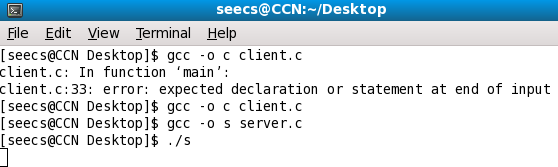 seecs@CCN:~/Desktop
File Edit View Terminal Help
[seecs@CCN Desktop]$ gcc -o c client.c
client.c: In function ‘main’:
client.c:33: error: expected declaration or statement at end of input
[seecs@CCN Desktop]$ gcc -o c client.c
[seecs@CCN Desktop]$ gcc -o s server.c
[seecs@CCN Desktop]$ ./s